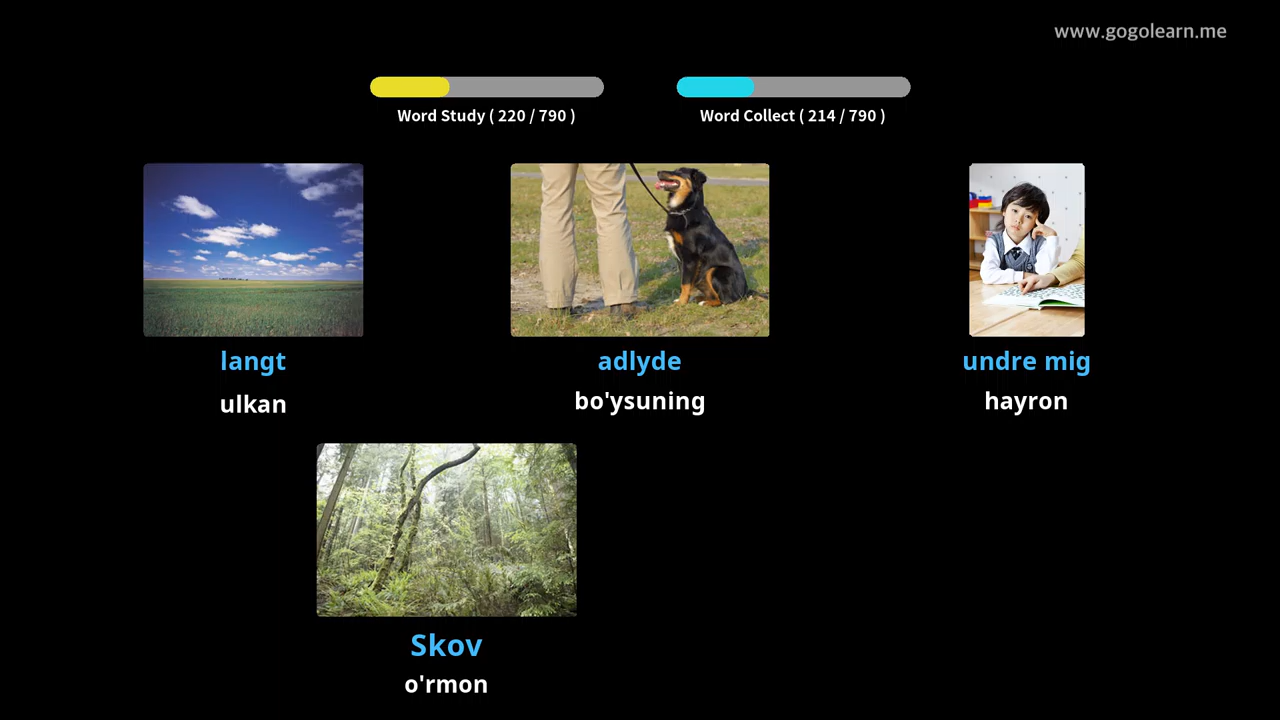 www.gogolearn.me
Word Study ( 220 / 790 )
Word Collect ( 214 / 790 )
langt
adlyde
undre mig
ulkan
bo'ysuning
hayron
Skov
o'rmon